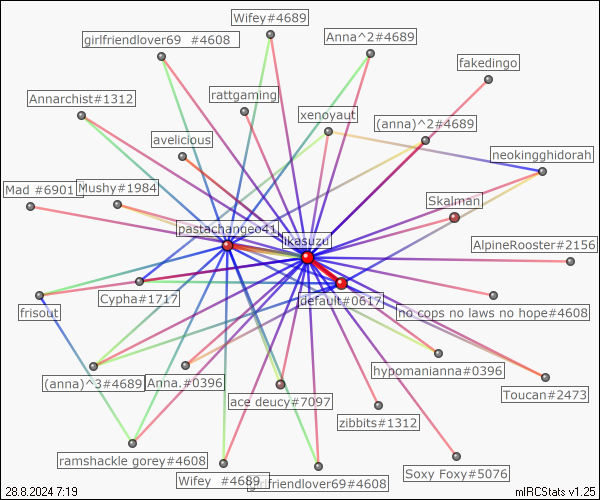 Wifey#4689
girlfriendlover69 #4608
Anna^2#4689
fakedingo
rattgaming
Annarchist#1312
xenoyaut
(anna)^2#4689
avelicious
neokingghidorah
Mad #6901
Mushy#1984
Skalman
pastachangeo41
ikesuzu
AlpineRooster#2156
Cypha#1717
default#0617
frisout
no cops no laws no hope#4608
hypomanianna#0396
(anna)^3#4689
Anna.#0396
Toucan#2473
ace deucy#7097
zibbits#1312
ramshackle gorey#4608
Soxy Foxy#5076
Wifey #4689
girlfriendlover69#4608
28.8.2024 7:19
mIRCStats v1.25